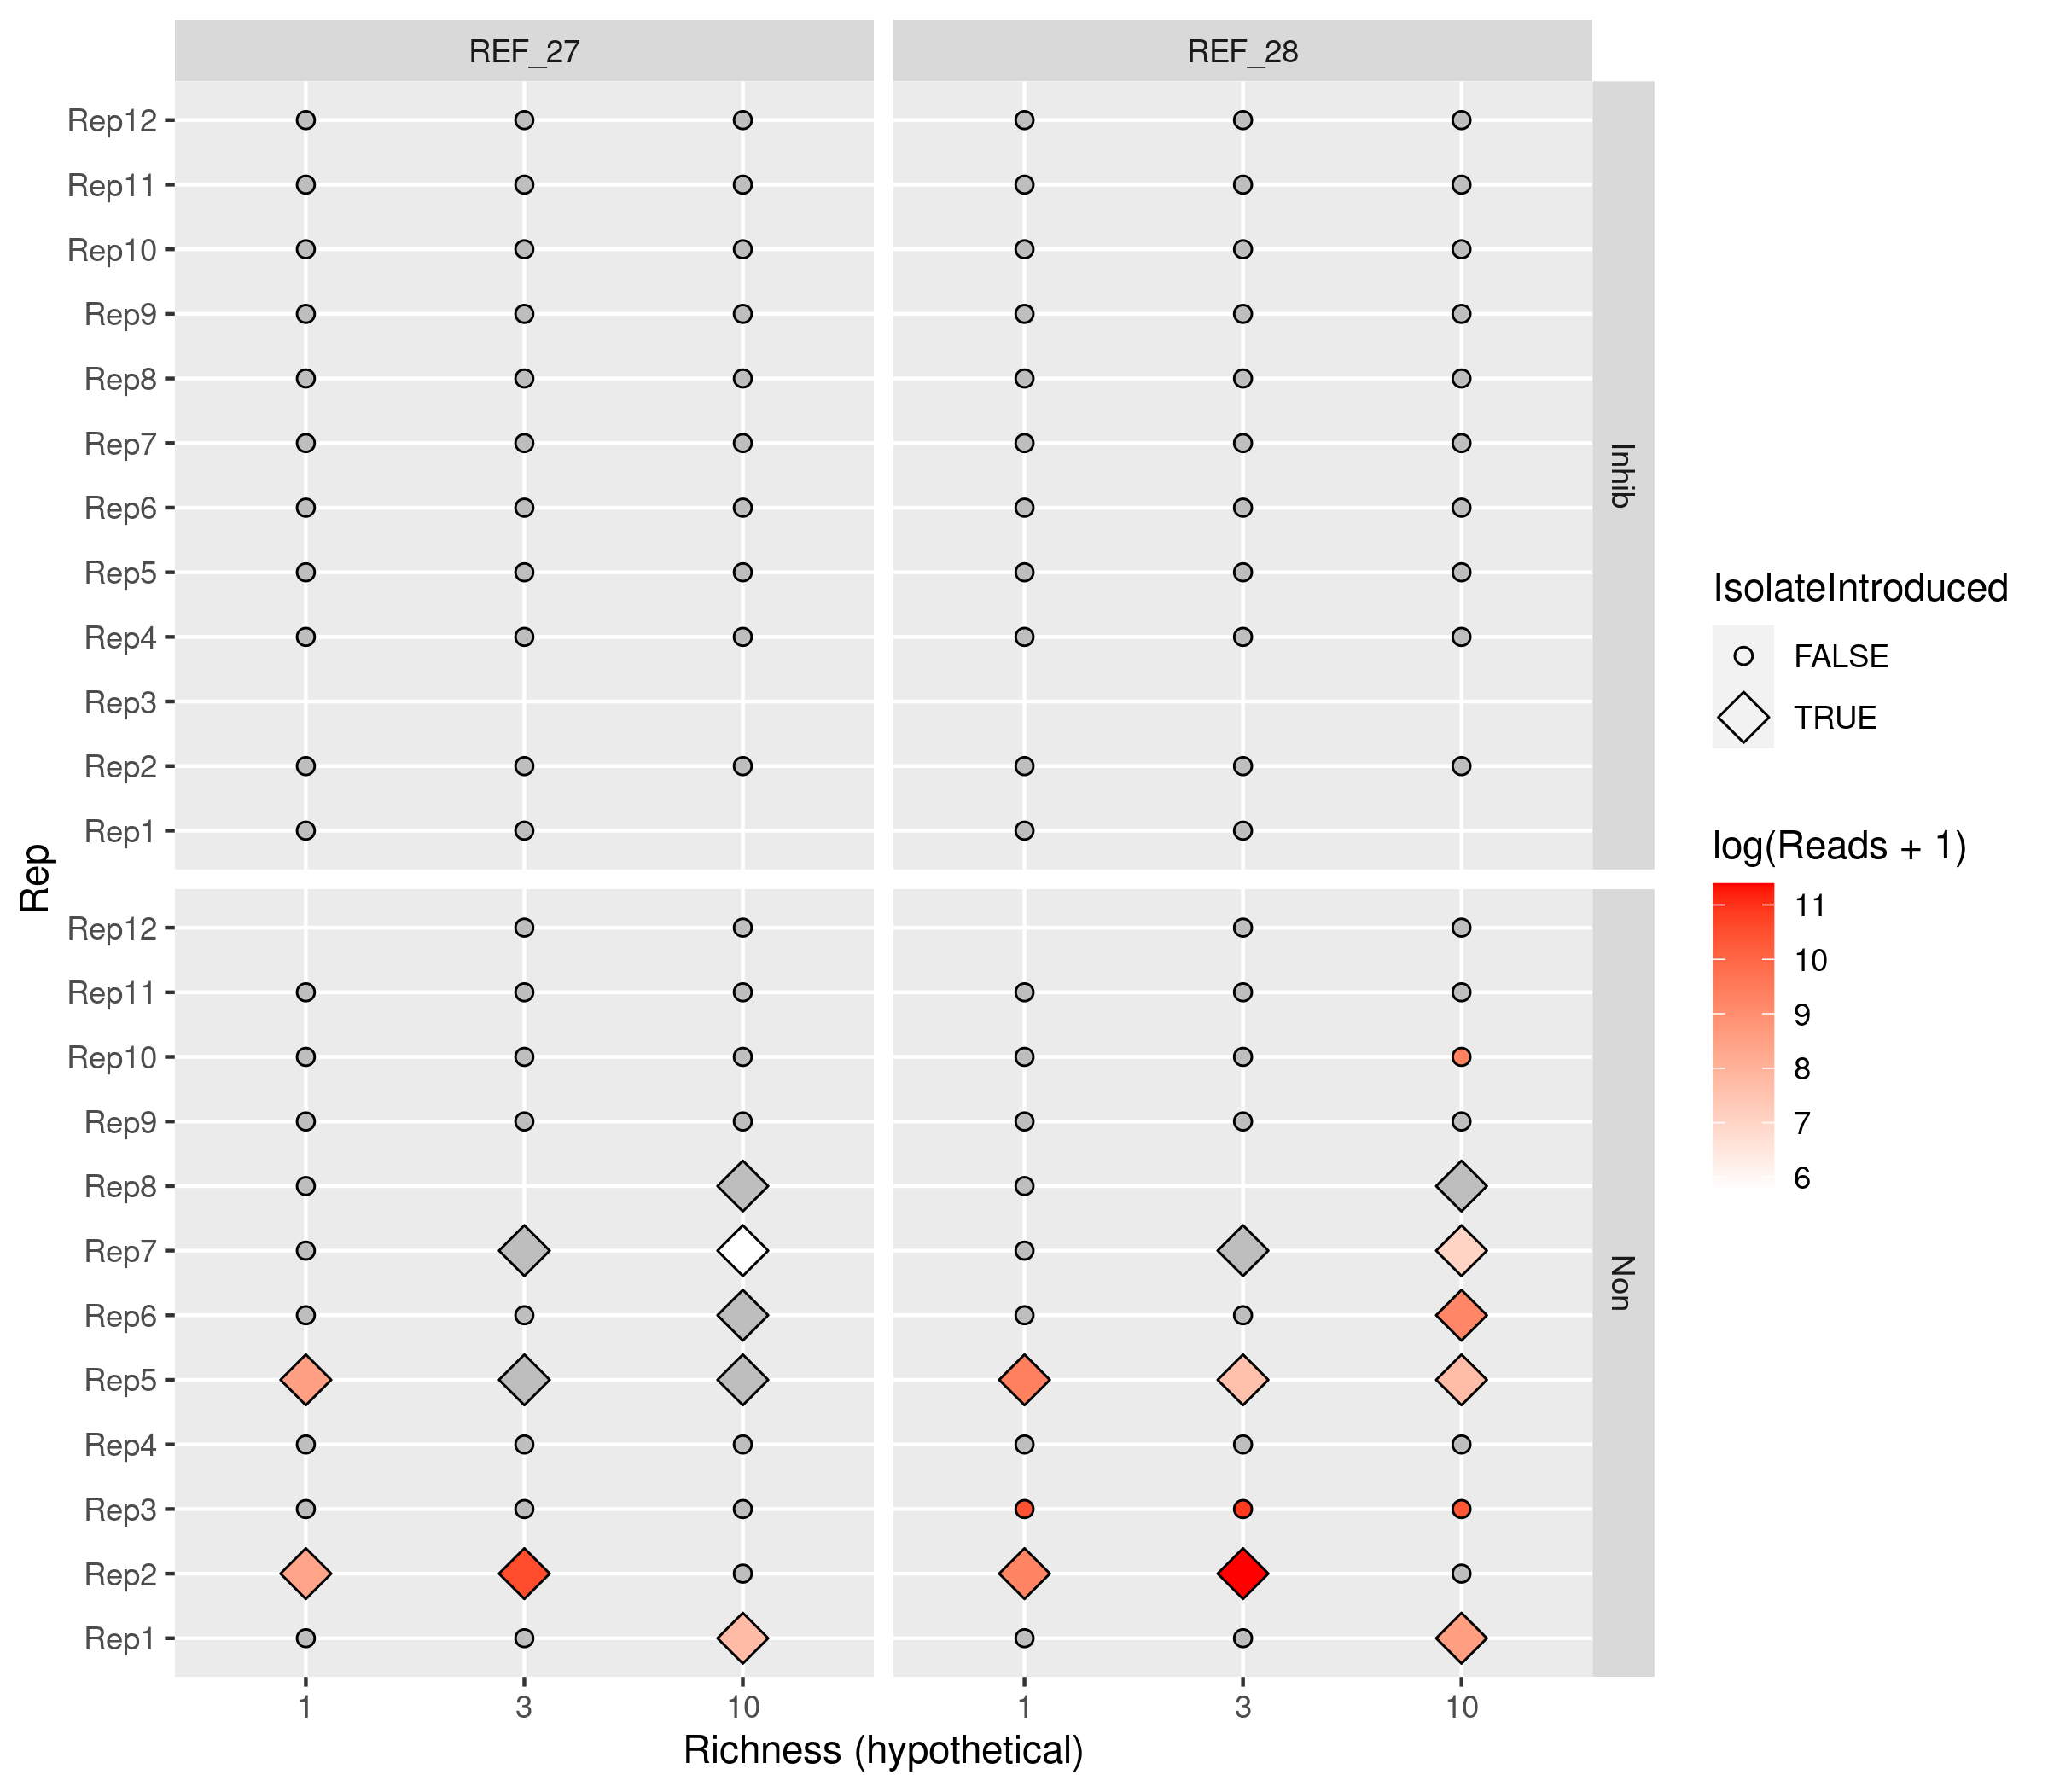 REF_27
REF_28
Rep12
Rep11
Rep10
Rep9
Rep8
Rep7
Rep6
Rep5
Rep4
Rep3
Rep2
Rep1
Inhib
Rep
Rep12
Rep11
Rep10
Rep9
Rep8
Rep7
Rep6
Rep5
Rep4
Rep3
Rep2
Rep1
Non
1
3
10
1
3
10
Richness (hypothetical)
IsolateIntroduced
FALSE
TRUE
log(Reads + 1)
11
10
9
8
7
6